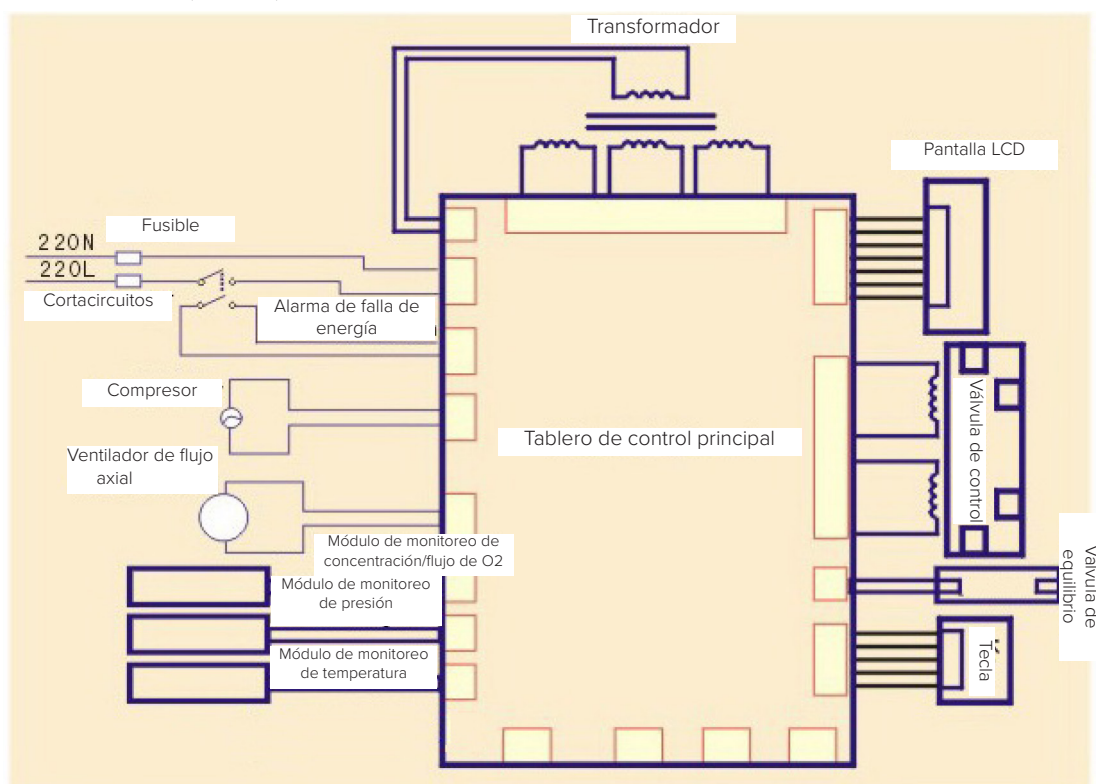 Transformador
Pantalla LCD
Fusible
220N
220L
Cortacircuitos
Alarma de falla de
energía
Compresor
Válvula de control
Tablero de control principal
Ventilador de flujo
axial
Módulo de monitoreo de
concentración/flujo de O2
Módulo de monitoreo
de presión
Valvula de
equilibrio
Módulo de monitoreo
de temperatura
Tecla